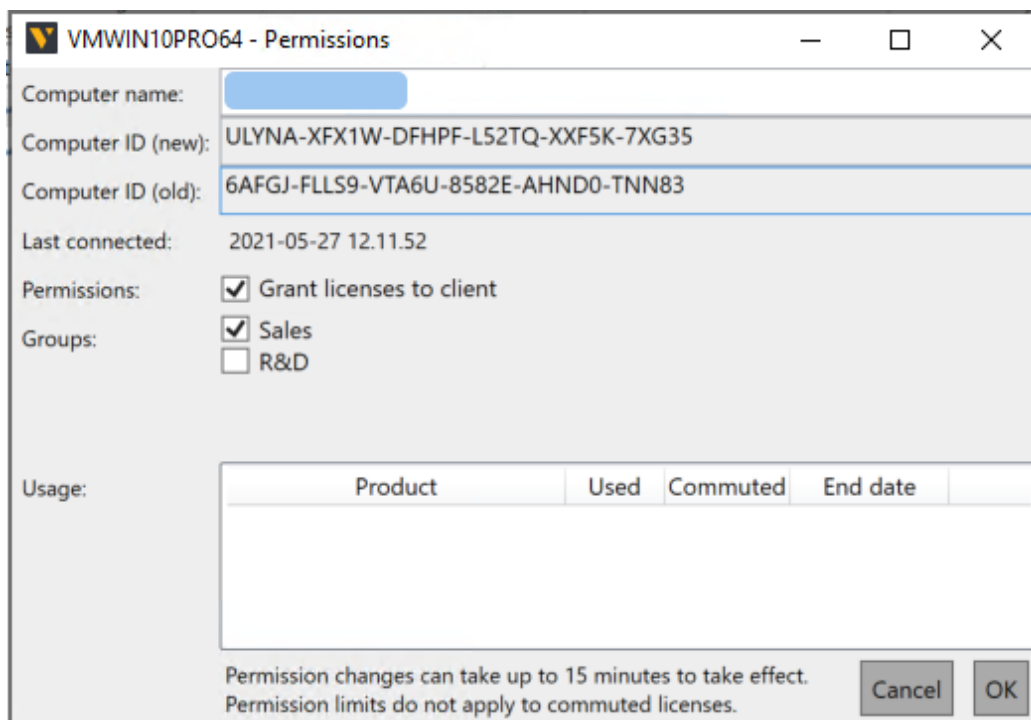 VMWIN10PRO64 - Permissions
Computer name:
Computer ID (new): ULYNA-XFX1W-DFHPF-L52TQ-XXF5K-7XG35
Computer ID (old): 6AFGJ-FLLS9-VTA6U-8582E-AHND0-TNN83
Last connected: 2021-05-27 12.11.52
Permissions: Grant licenses to client
Groups: Sales
R&D
Usage: Product Used Commuted End date
Permission changes can take up to 15 minutes to take effect.
Permission limits do not apply to commuted licenses.
Cancel OK